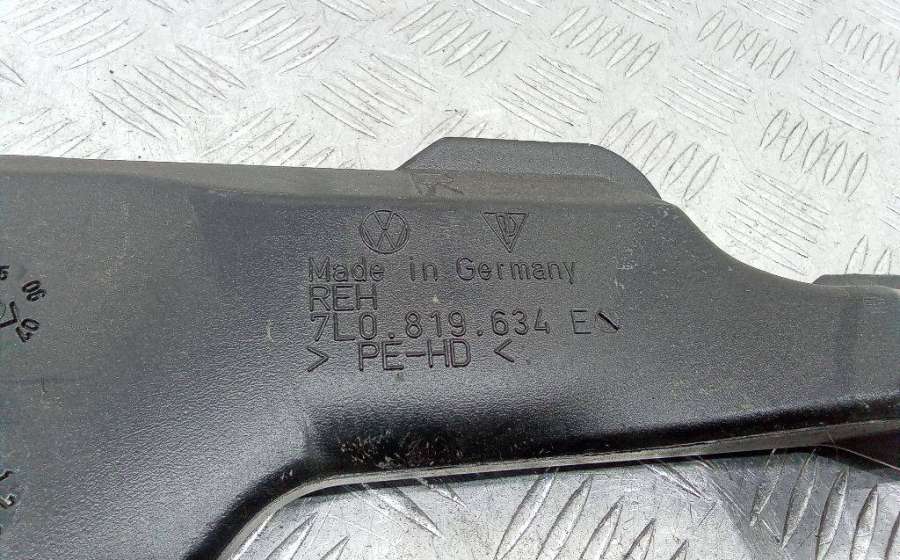 R
Made in Germany
REH
7L0.819.634 E
> PE-HD <